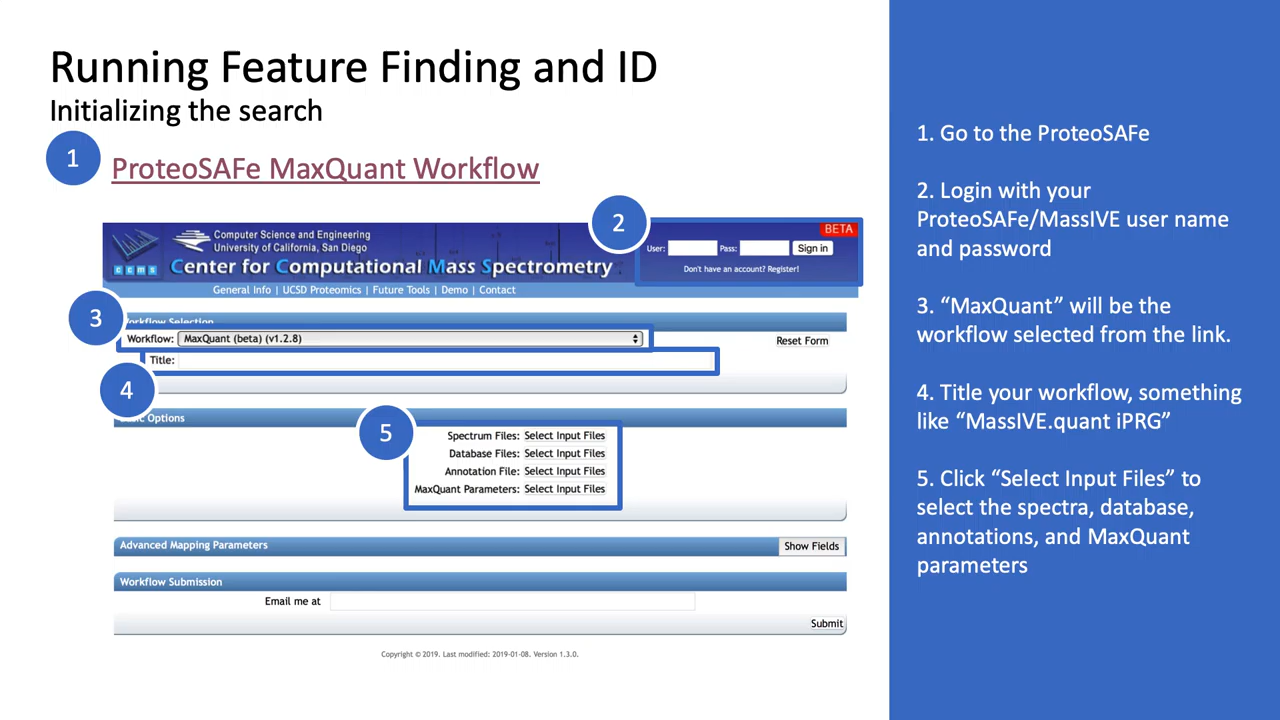 Running Feature Finding and ID
Initializing the search
1
ProteoSAFe MaxQuant Workflow
2
BETA
Computer Science and Engineering
University of California, San Diego
ccms
Center for Computational Mass Spectrometry
User:
Pass:
Sign in
Don't have an account? Register!
General Info | UCSD Proteomics | Future Tools | Demo | Contact
3
Workflow Selection
Workflow: MaxQuant (beta) (v1.2.8)
Reset Form
Title:
4
Options
5
Spectrum Files: Select Input Files
Database Files: Select Input Files
Annotation File: Select Input Files
MaxQuant Parameters: Select Input Files
Advanced Mapping Parameters
Show Fields
Workflow Submission
Email me at
Submit
Copyright © 2019. Last modified: 2019-01-08. Version 1.3.0.
1. Go to the ProteoSAFe
2. Login with your
ProteoSAFe/MassIVE user name
and password
3. “MaxQuant” will be the
workflow selected from the link.
4. Title your workflow, something
like “MassIVE.quant iPRG”
5. Click “Select Input Files” to
select the spectra, database,
annotations, and MaxQuant
parameters